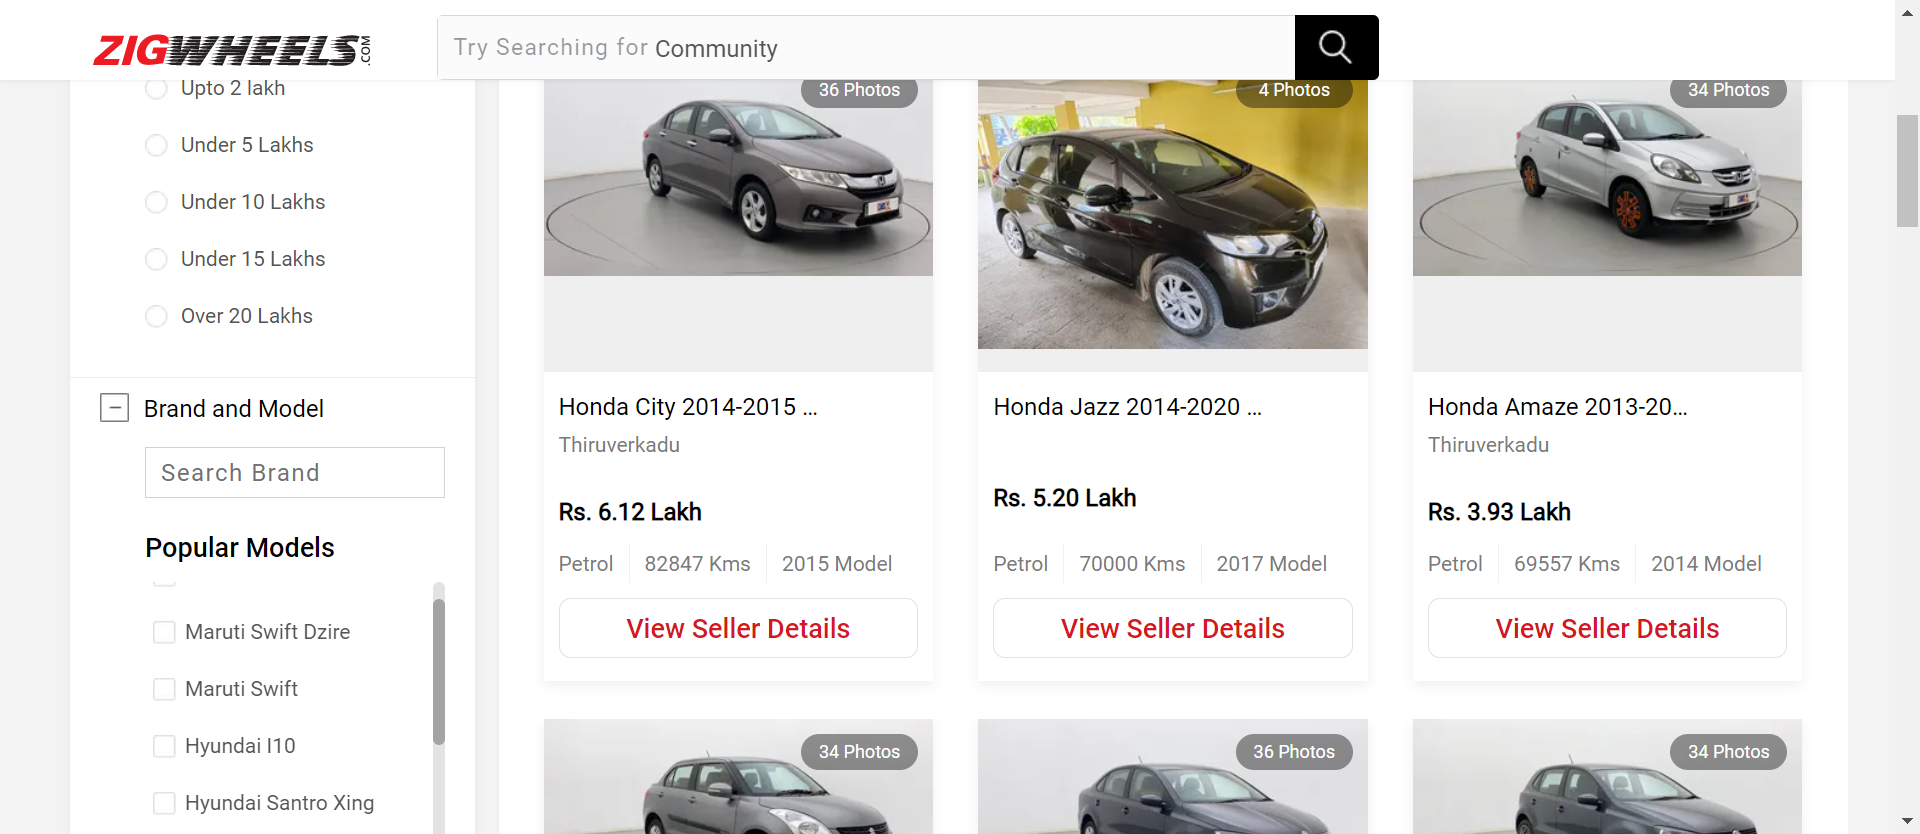 ZIGWHEELS.COM
Try Searching for Community
Upto 2 lakh
Under 5 Lakhs
Under 10 Lakhs
Under 15 Lakhs
Over 20 Lakhs
Brand and Model
Search Brand
Popular Models
Maruti Swift Dzire
Maruti Swift
Hyundai I10
Hyundai Santro Xing
36 Photos
Honda City 2014-2015 ...
Thiruverkadu
Rs. 6.12 Lakh
Petrol
82847 Kms
2015 Model
View Seller Details
4 Photos
Honda Jazz 2014-2020 ...
Rs. 5.20 Lakh
Petrol
70000 Kms
2017 Model
View Seller Details
34 Photos
Honda Amaze 2013-20...
Thiruverkadu
Rs. 3.93 Lakh
Petrol
69557 Kms
2014 Model
View Seller Details
34 Photos
36 Photos
34 Photos